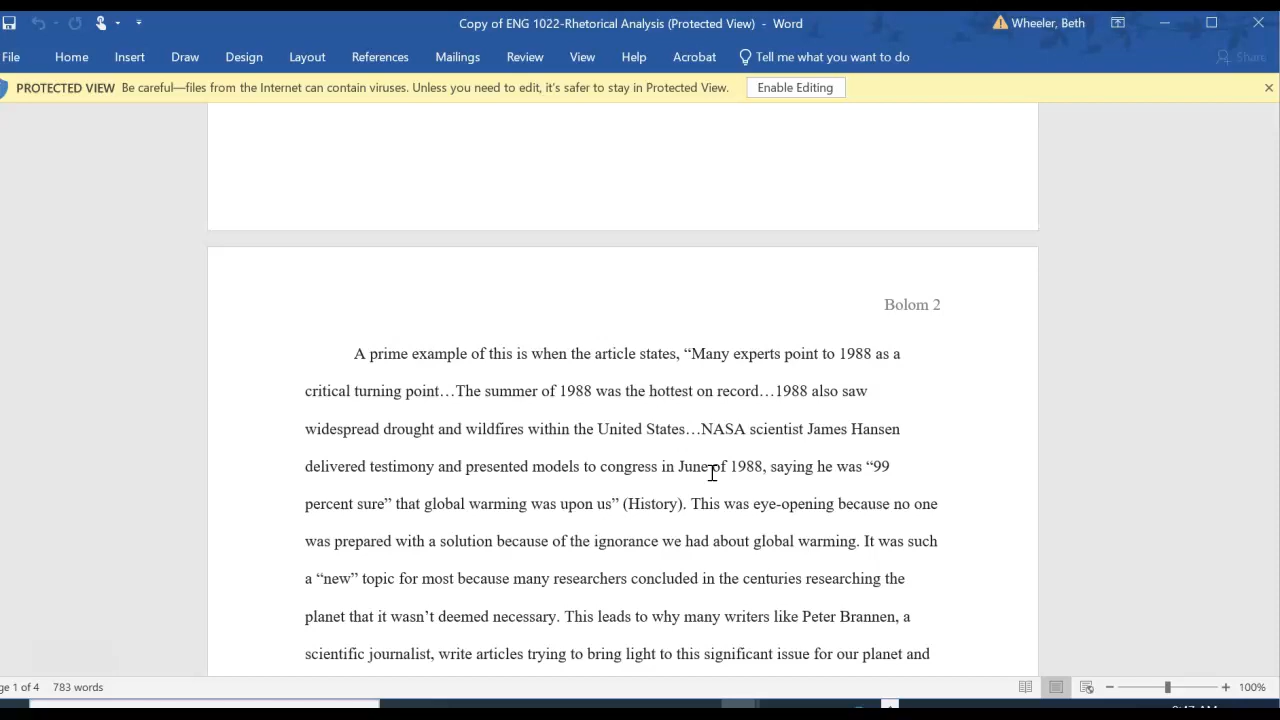 Copy of ENG 1022-Rhetorical Analysis (Protected View) - Word
Wheeler, Beth
File Home Insert Draw Design Layout References Mailings Review View Help Acrobat Tell me what you want to do Share
PROTECTED VIEW Be careful—files from the Internet can contain viruses. Unless you need to edit, it's safer to stay in Protected View. Enable Editing
Bolom 2
A prime example of this is when the article states, “Many experts point to 1988 as a
critical turning point…The summer of 1988 was the hottest on record…1988 also saw
widespread drought and wildfires within the United States…NASA scientist James Hansen
delivered testimony and presented models to congress in June of 1988, saying he was “99
percent sure” that global warming was upon us” (History). This was eye-opening because no one
was prepared with a solution because of the ignorance we had about global warming. It was such
a “new” topic for most because many researchers concluded in the centuries researching the
planet that it wasn’t deemed necessary. This leads to why many writers like Peter Brannen, a
scientific journalist, write articles trying to bring light to this significant issue for our planet and
ge 1 of 4 783 words 100%